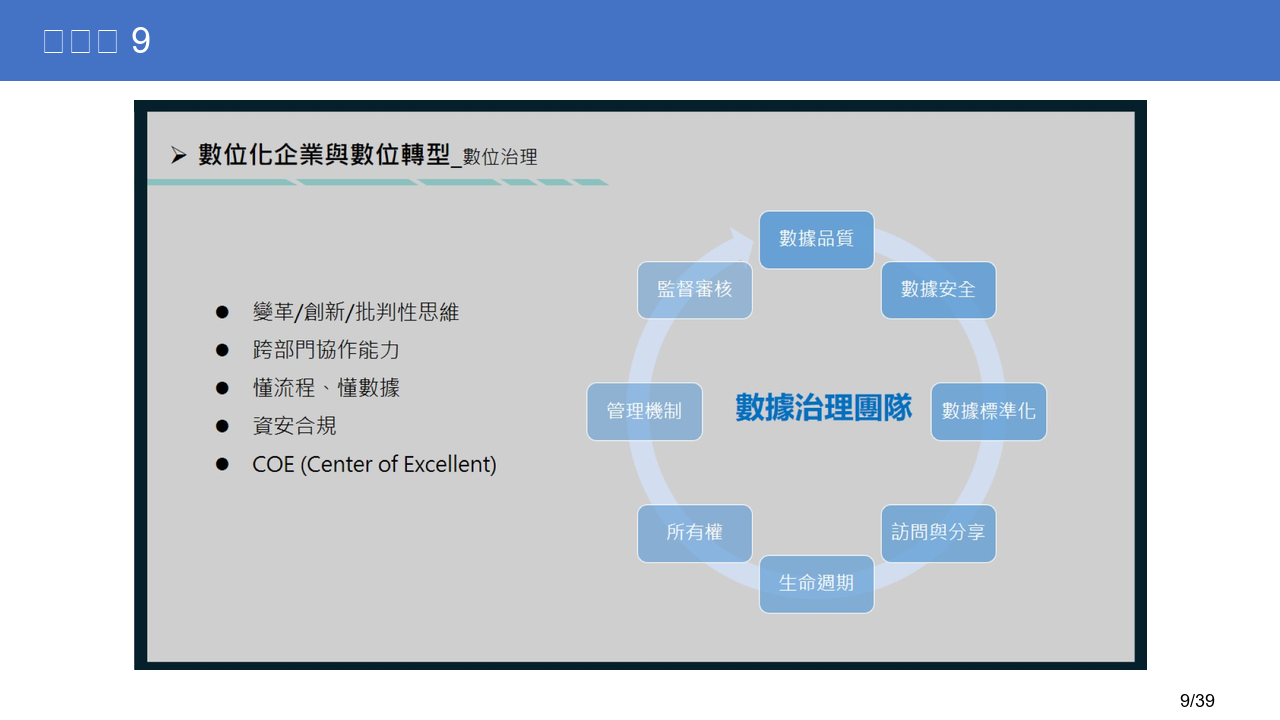 9
數位化企業與數位轉型_數位治理
變革/創新/批判性思維
跨部門協作能力
懂流程、懂數據
資安合規
COE (Center of Excellent)
數據品質
數據安全
數據標準化
訪問與分享
生命週期
所有權
管理機制
監督審核
數據治理團隊
9/39